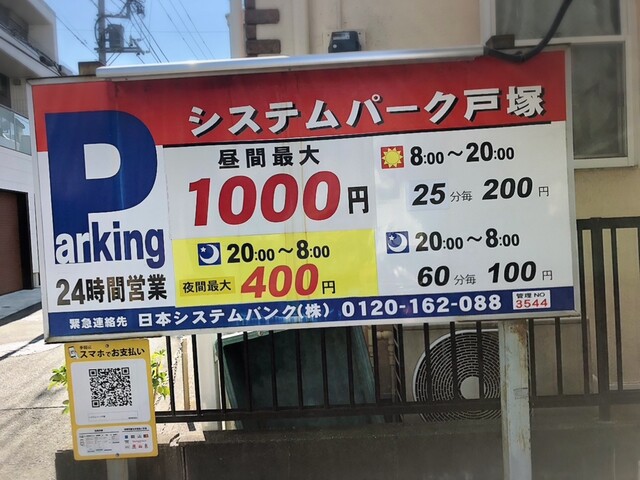 システムパーク戸塚
Parking
24時間営業
昼間最大
1000円
20:00～8:00
夜間最大 400円
8:00～20:00
25分毎 200円
20:00～8:00
60分毎 100円
緊急連絡先 日本システムバンク(株) 0120-162-088
管理NO
3544
スマホでお支払い